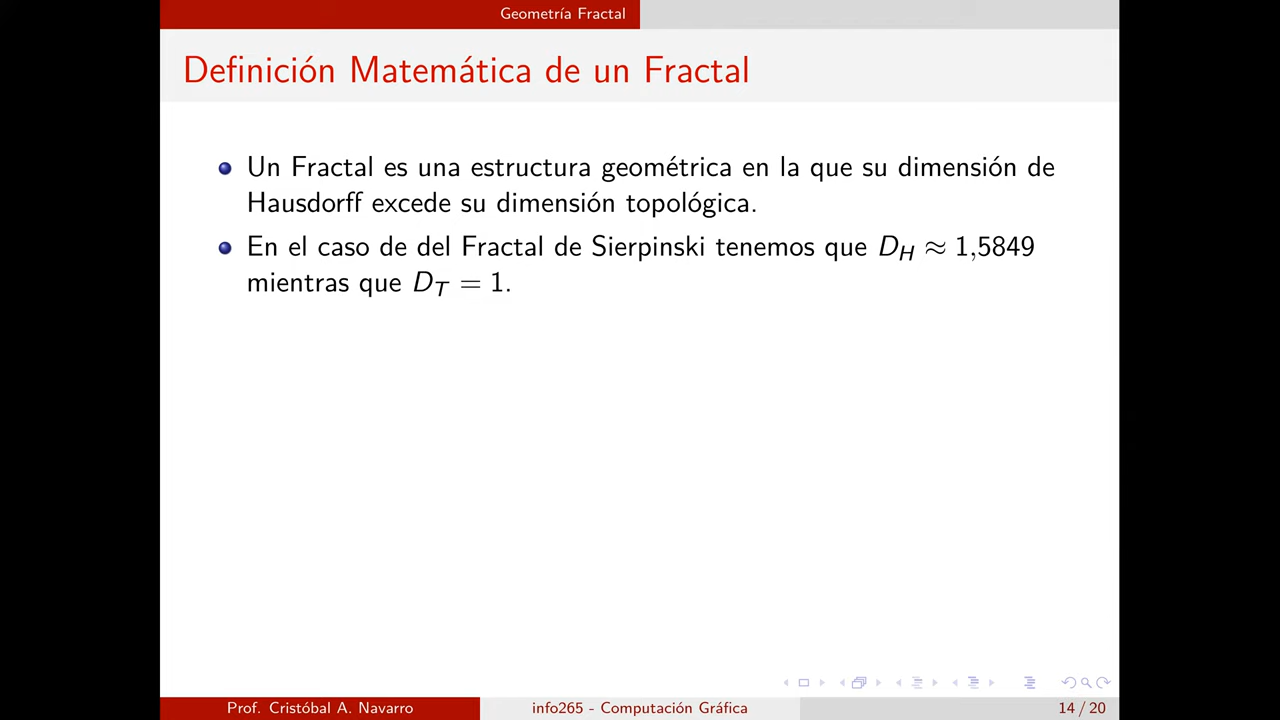 Geometría Fractal
Definición Matemática de un Fractal
Un Fractal es una estructura geométrica en la que su dimensión de
Hausdorff excede su dimensión topológica.
En el caso de del Fractal de Sierpinski tenemos que D_H ≈ 1,5849
mientras que D_T = 1.
Prof. Cristóbal A. Navarro
info265 - Computación Gráfica
14 / 20